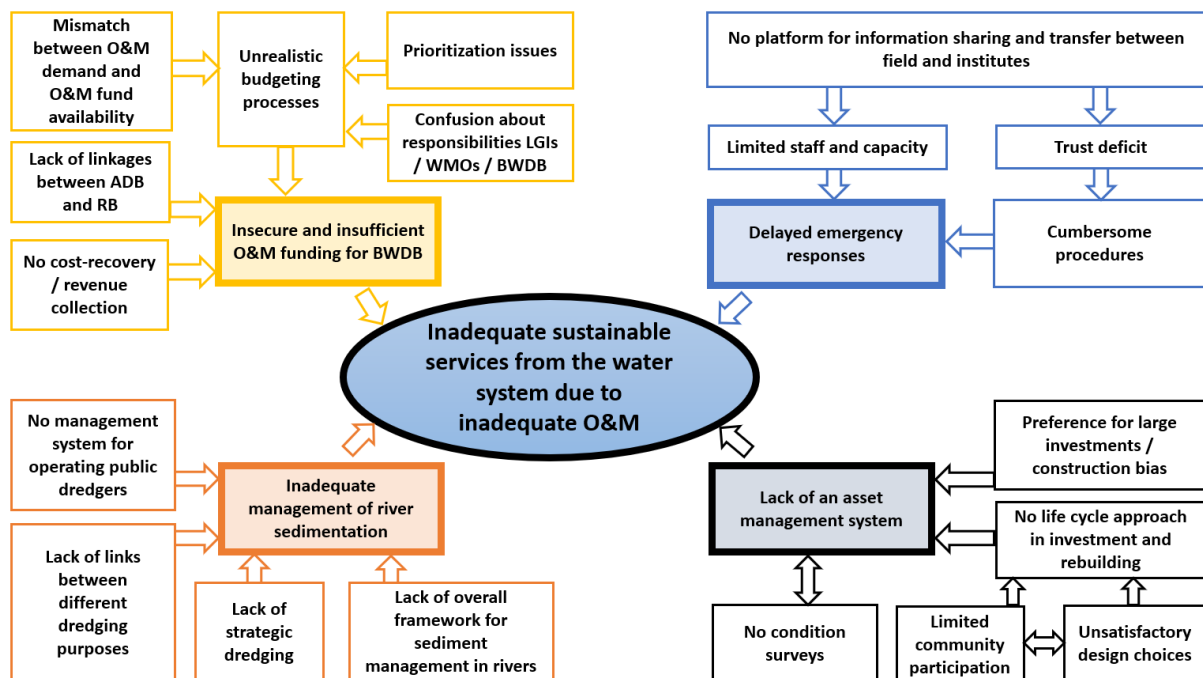 Mismatch
between O&M
demand and
O&M fund
availability
Unrealistic
budgeting
processes
Prioritization issues
Confusion about
responsibilities LGIs
/ WMOs / BWDB
Lack of linkages
between ADB
and RB
No cost-recovery
/ revenue
collection
Insecure and insufficient
O&M funding for BWDB
No platform for information sharing and transfer between
field and institutes
Limited staff and capacity
Trust deficit
Delayed emergency
responses
Cumbersome
procedures
Inadequate sustainable
services from the water
system due to
inadequate O&M
No management
system for
operating public
dredgers
Inadequate
management of river
sedimentation
Lack of links
between
different
dredging
purposes
Lack of
strategic
dredging
Lack of overall
framework for
sediment
management in rivers
Lack of an asset
management system
Preference for large
investments /
construction bias
No life cycle approach
in investment and
rebuilding
No condition
surveys
Limited
community
participation
Unsatisfactory
design choices